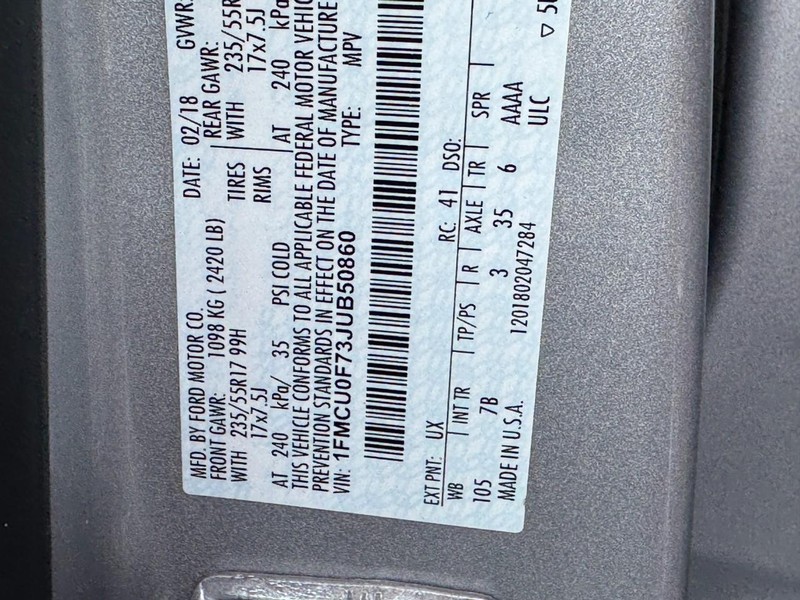 MFD. BY FORD MOTOR CO.
DATE: 02/18
GVWR:
FRONT GAWR: 1098 KG ( 2420 LB)
REAR GAWR:
WITH 235/55R17 99H TIRES
WITH 235/55R
17x7.5J RIMS
17x7.5J
AT 240 kPa/ 35 PSI COLD
AT 240 kPa
THIS VEHICLE CONFORMS TO ALL APPLICABLE FEDERAL MOTOR VEHIC
PREVENTION STANDARDS IN EFFECT ON THE DATE OF MANUFACTURE
VIN: 1FMCU0F73JUB50860
TYPE: MPV
EXT PNT: UX RC: 41 DSO:
WB | INT TR | TP/PS | R | AXLE | TR | SPR |
105 7B 3 35 6 AAAA
MADE IN U.S.A. 1201802047284 ULC